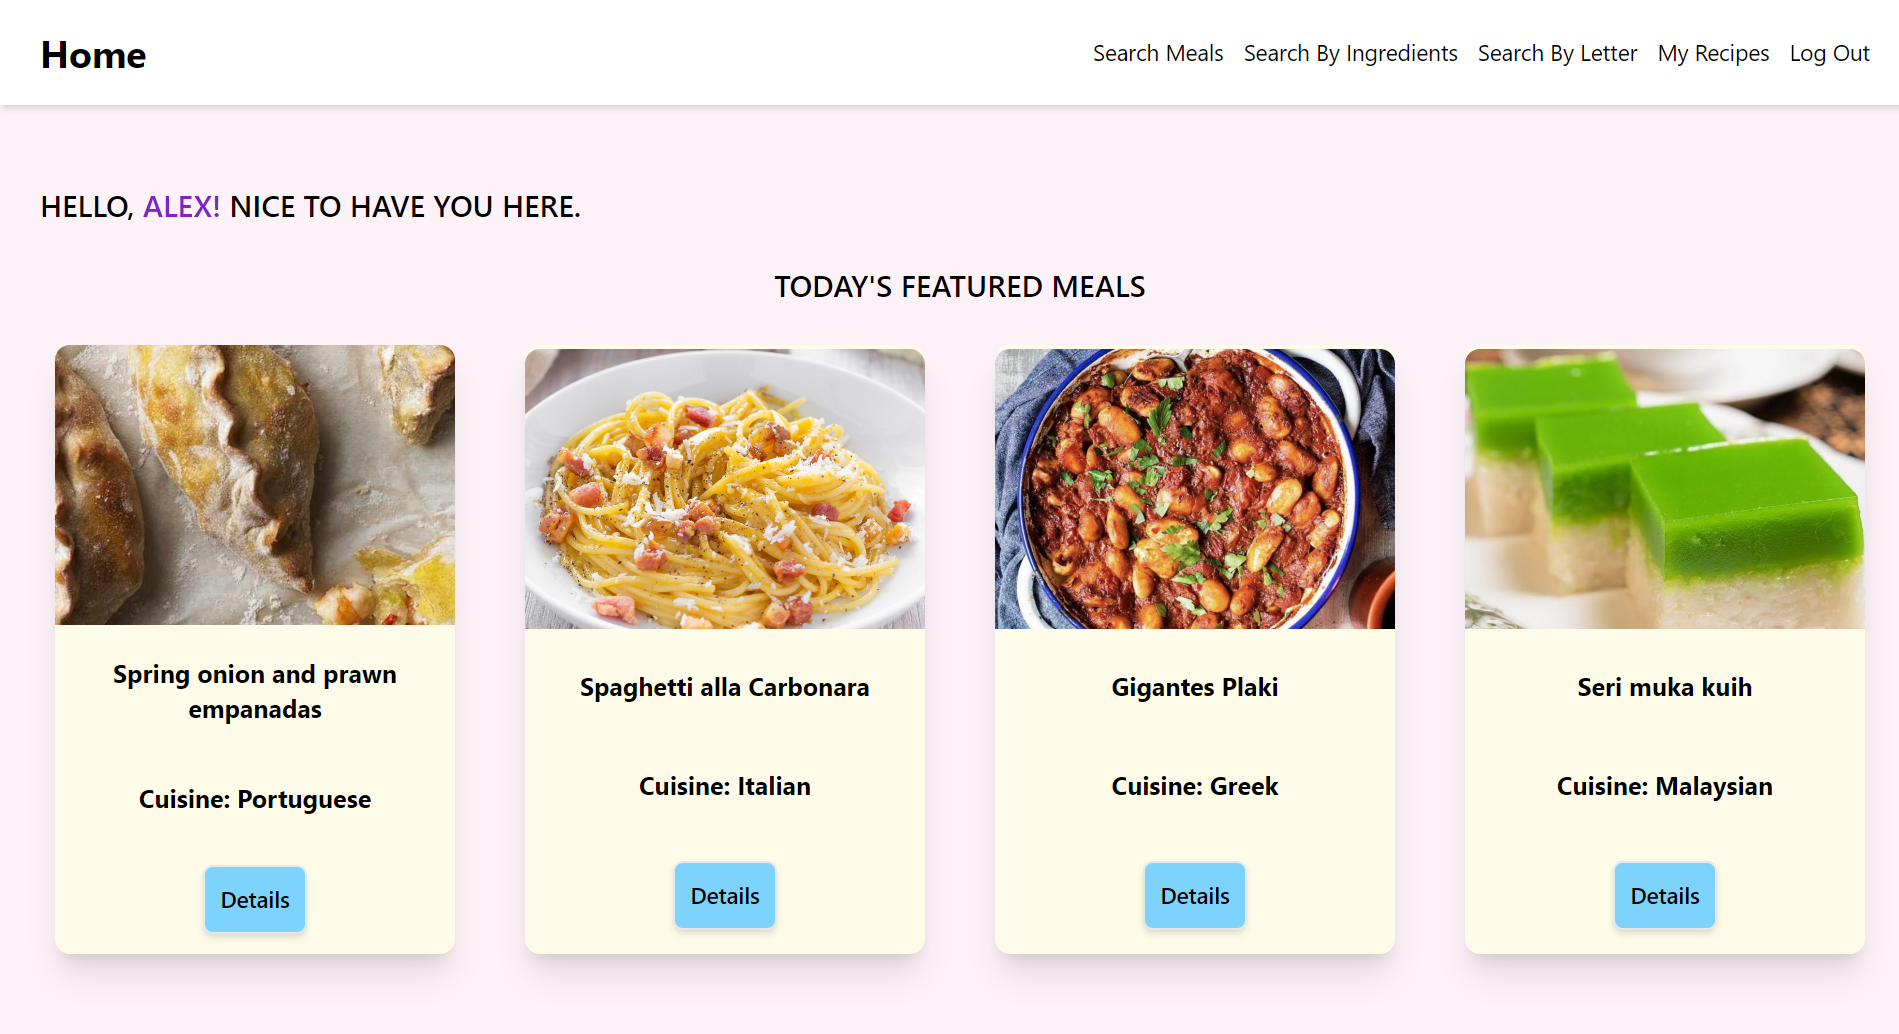 Home
Search Meals
Search By Ingredients
Search By Letter
My Recipes
Log Out
HELLO, ALEX! NICE TO HAVE YOU HERE.
TODAY'S FEATURED MEALS
Spring onion and prawn
empanadas
Cuisine: Portuguese
Details
Spaghetti alla Carbonara
Cuisine: Italian
Details
Gigantes Plaki
Cuisine: Greek
Details
Seri muka kuih
Cuisine: Malaysian
Details